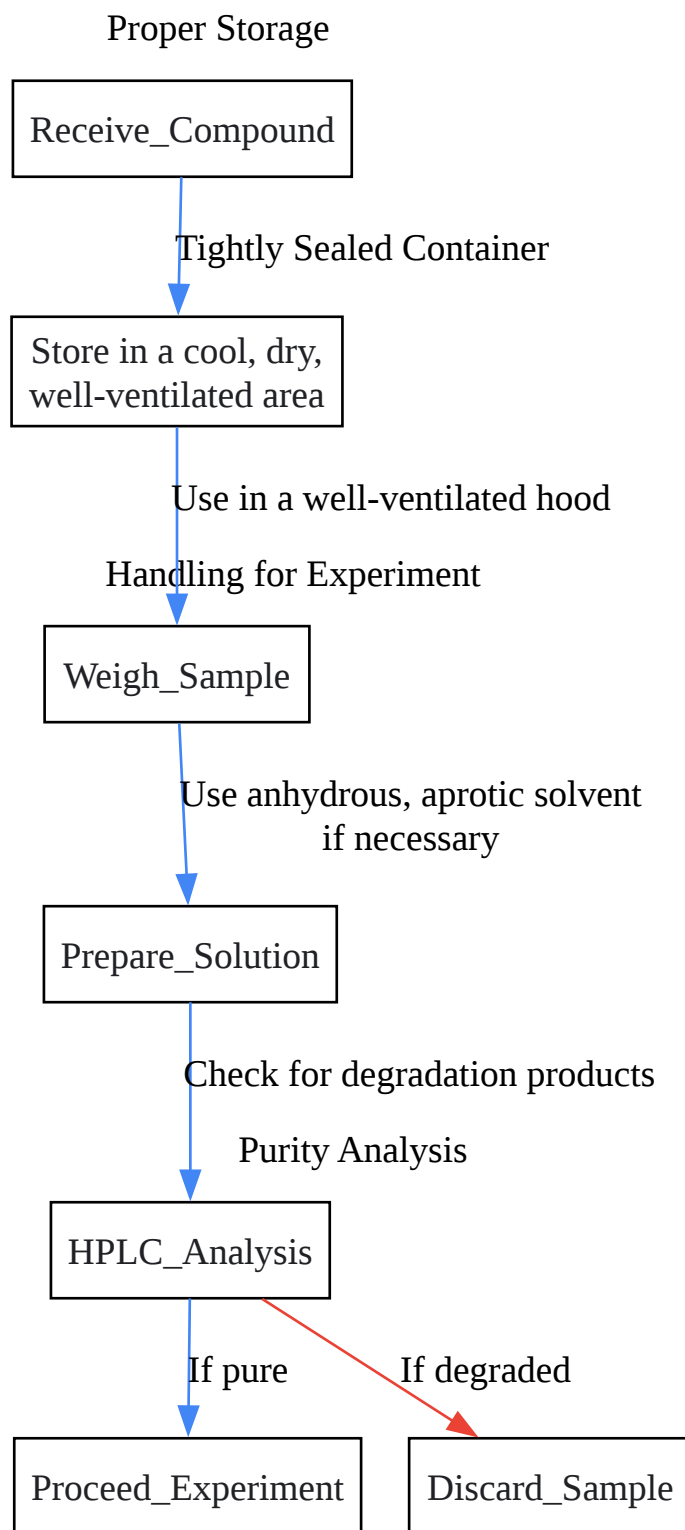 Proper Storage
Receive_Compound
Tightly Sealed Container
Store in a cool, dry,
well-ventilated area
Use in a well-ventilated hood
Handling for Experiment
Weigh_Sample
Use anhydrous, aprotic solvent
if necessary
Prepare_Solution
Check for degradation products
Purity Analysis
HPLC_Analysis
If pure
If degraded
Proceed_Experiment
Discard_Sample